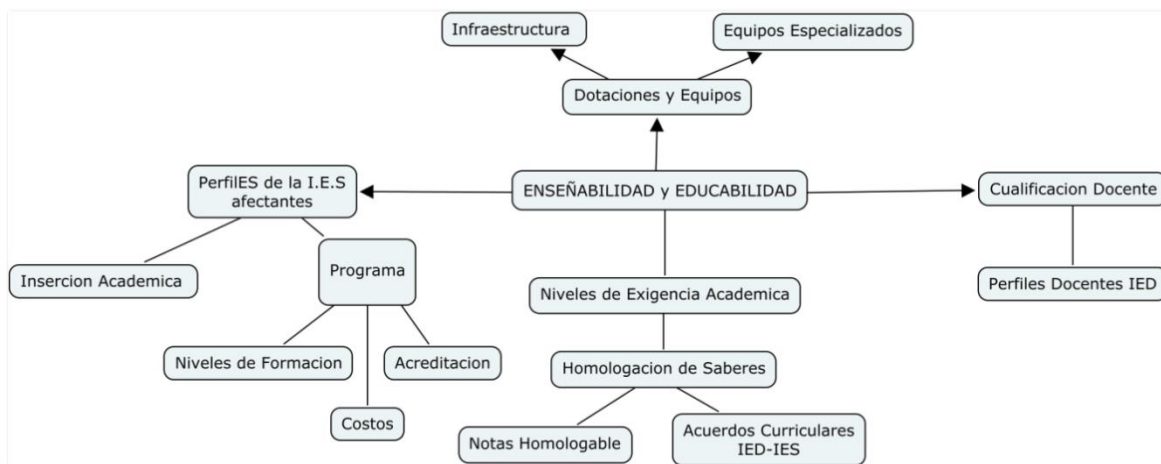 Infraestructura
Equipos Especializados
Dotaciones y Equipos
PerfilES de la I.E.S
afectantes
ENSEÑABILIDAD y EDUCABILIDAD
Cualificacion Docente
Insercion Academica
Programa
Niveles de Exigencia Academica
Perfiles Docentes IED
Niveles de Formacion
Acreditacion
Homologacion de Saberes
Costos
Notas Homologable
Acuerdos Curriculares
IED-IES